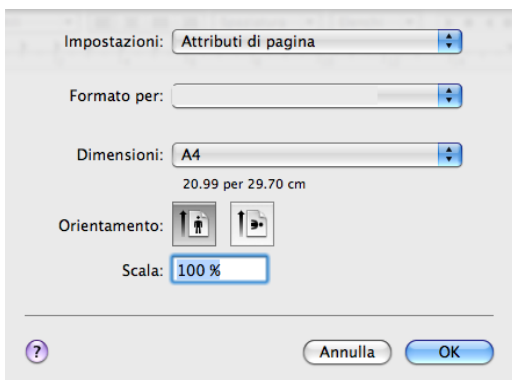 Impostazioni: Attributi di pagina
Formato per:
Dimensioni: A4
20.99 per 29.70 cm
Orientamento:
Scala: 100 %
? Annulla OK